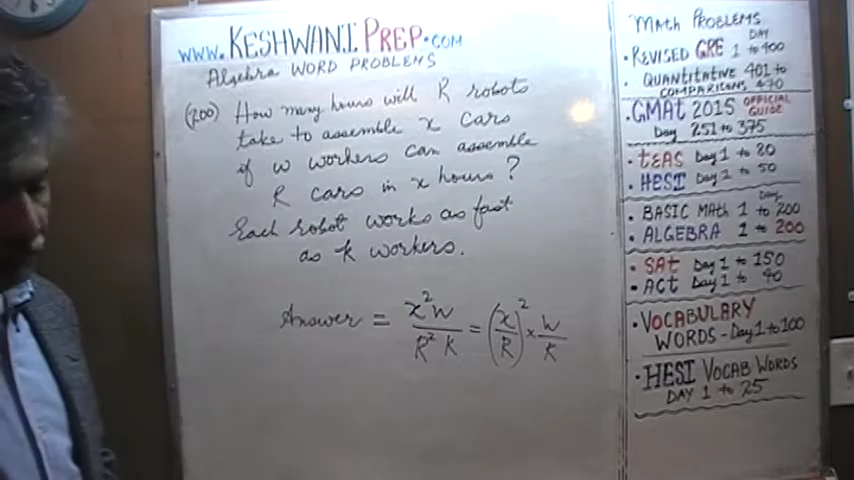 www.KESHWANIPREP.COM
Algebra WORD PROBLEMS
(200) How many hours will R robots
take to assemble x cars
if w workers can assemble
R cars in x hours?
Each robot works as fast
as k workers.
Answer = x²w / R²k = (x/R)² × w/k
MATH PROBLEMS
DAY
• REVISED GRE 1 to 400
• QUANTITATIVE 401 to
COMPARISONS 470
• GMAT 2015 OFFICIAL GUIDE
Day 251 to 375
• TEAS Day 1 to 80
• HESI Day 1 to 50
Day
• BASIC MATH 1 to 200
• ALGEBRA 1 to 200
• SAT Day 1 to 150
• ACT Day 1 to 90
• VOCABULARY
WORDS - Day 1 to 100
• HESI VOCAB WORDS
DAY 1 to 25